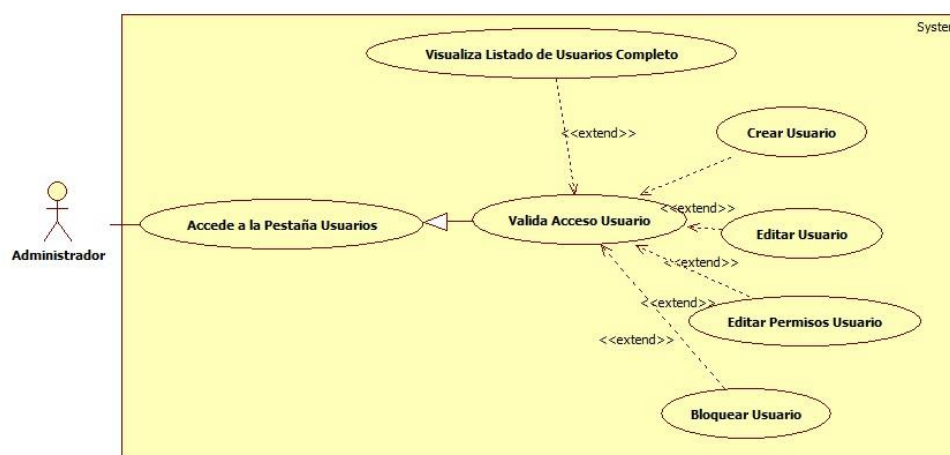 System
Visualiza Listado de Usuarios Completo
<<extend>>
Crear Usuario
Accede a la Pestaña Usuarios
Valida Acceso Usuario
<<extend>>
Editar Usuario
Administrador
<<extend>>
<<extend>>
Editar Permisos Usuario
<<extend>>
Bloquear Usuario